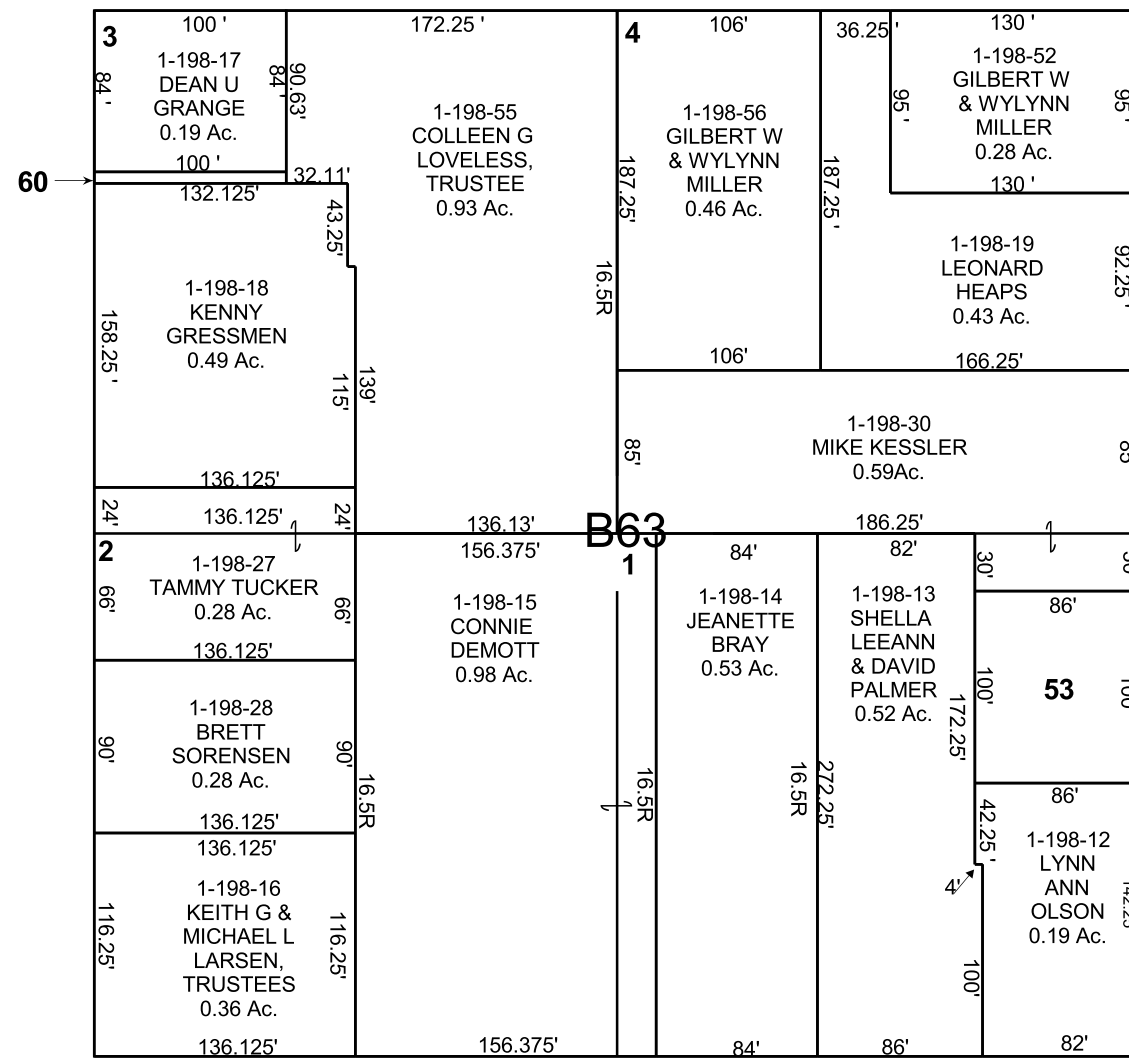 3
100 '
1-198-17
DEAN U
GRANGE
0.19 Ac.
84 '
84 '
90.63'
100 '
60
32.11'
132.125'
43.25'
172.25'
1-198-55
COLLEEN G
LOVELESS,
TRUSTEE
0.93 Ac.
187.25'
16.5R
139'
136.13'
1-198-18
KENNY
GRESSMEN
0.49 Ac.
158.25 '
115'
136.125'
24'
136.125'
24'
4
106'
1-198-56
GILBERT W
& WYLYNN
MILLER
0.46 Ac.
187.25 '
106'
36.25'
130 '
1-198-52
GILBERT W
& WYLYNN
MILLER
0.28 Ac.
95 '
95 '
130 '
1-198-19
LEONARD
HEAPS
0.43 Ac.
92.25'
166.25'
1-198-30
MIKE KESSLER
0.59Ac.
85'
85'
186.25'
B63
2
1-198-27
TAMMY TUCKER
0.28 Ac.
66'
66'
136.125'
1-198-28
BRETT
SORENSEN
0.28 Ac.
90'
90'
136.125'
136.125'
1-198-16
KEITH G &
MICHAEL L
LARSEN,
TRUSTEES
0.36 Ac.
116.25'
116.25'
136.125'
156.375'
1-198-15
CONNIE
DEMOTT
0.98 Ac.
16.5R
156.375'
1
16.5R
84'
1-198-14
JEANETTE
BRAY
0.53 Ac.
16.5R
84'
82'
1-198-13
SHELLA
LEEANN
& DAVID
PALMER
0.52 Ac.
272.25'
172.25'
86'
30'
30'
86'
100'
53
100'
86'
42.25 '
4'
1-198-12
LYNN
ANN
OLSON
0.19 Ac.
142.25'
100'
82'